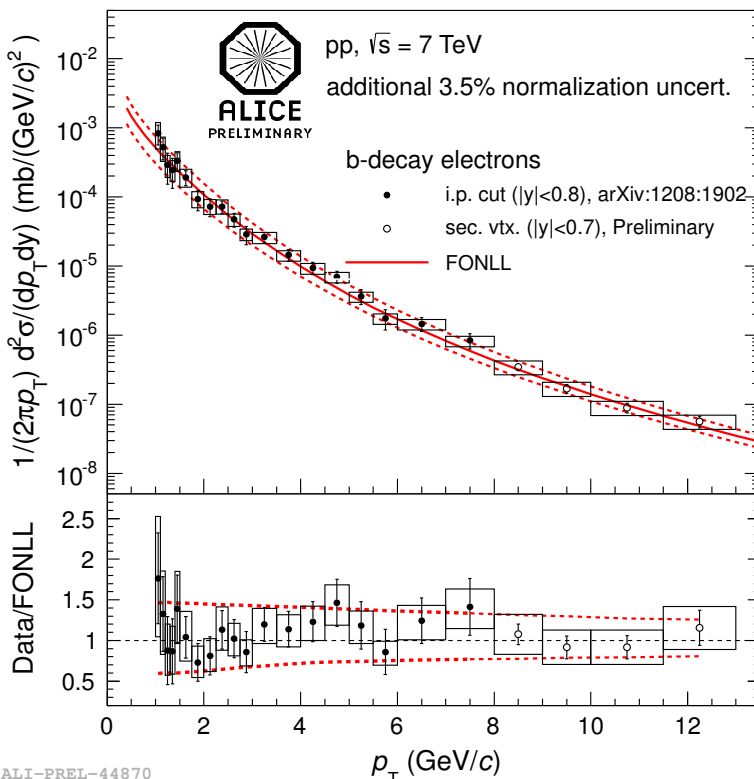 pp, √s = 7 TeV
additional 3.5% normalization uncert.
ALICE
PRELIMINARY
b-decay electrons
i.p. cut (|y|<0.8), arXiv:1208:1902
sec. vtx. (|y|<0.7), Preliminary
FONLL
1/(2πp_T) d²σ/(dp_Tdy) (mb/(GeV/c)²)
10⁻²
10⁻³
10⁻⁴
10⁻⁵
10⁻⁶
10⁻⁷
10⁻⁸
Data/FONLL
2.5
2
1.5
1
0.5
0 2 4 6 8 10 12
p_T (GeV/c)
ALI-PREL-44870